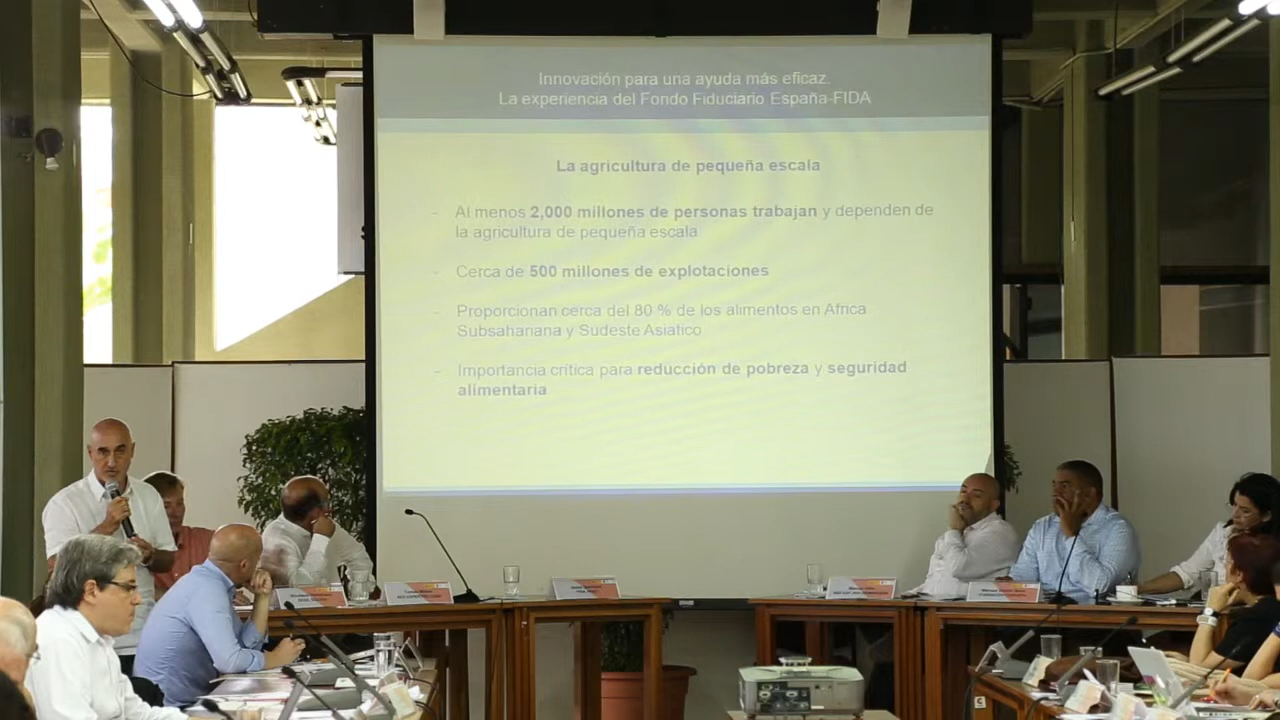 Innovación para una ayuda más eficaz.
La experiencia del Fondo Fiduciario España-FIDA
La agricultura de pequeña escala
- Al menos 2,000 millones de personas trabajan y dependen de
la agricultura de pequeña escala
- Cerca de 500 millones de explotaciones
- Proporcionan cerca del 80 % de los alimentos en Africa
Subsahariana y Sudeste Asiatico
- Importancia crítica para reducción de pobreza y seguridad
alimentaria